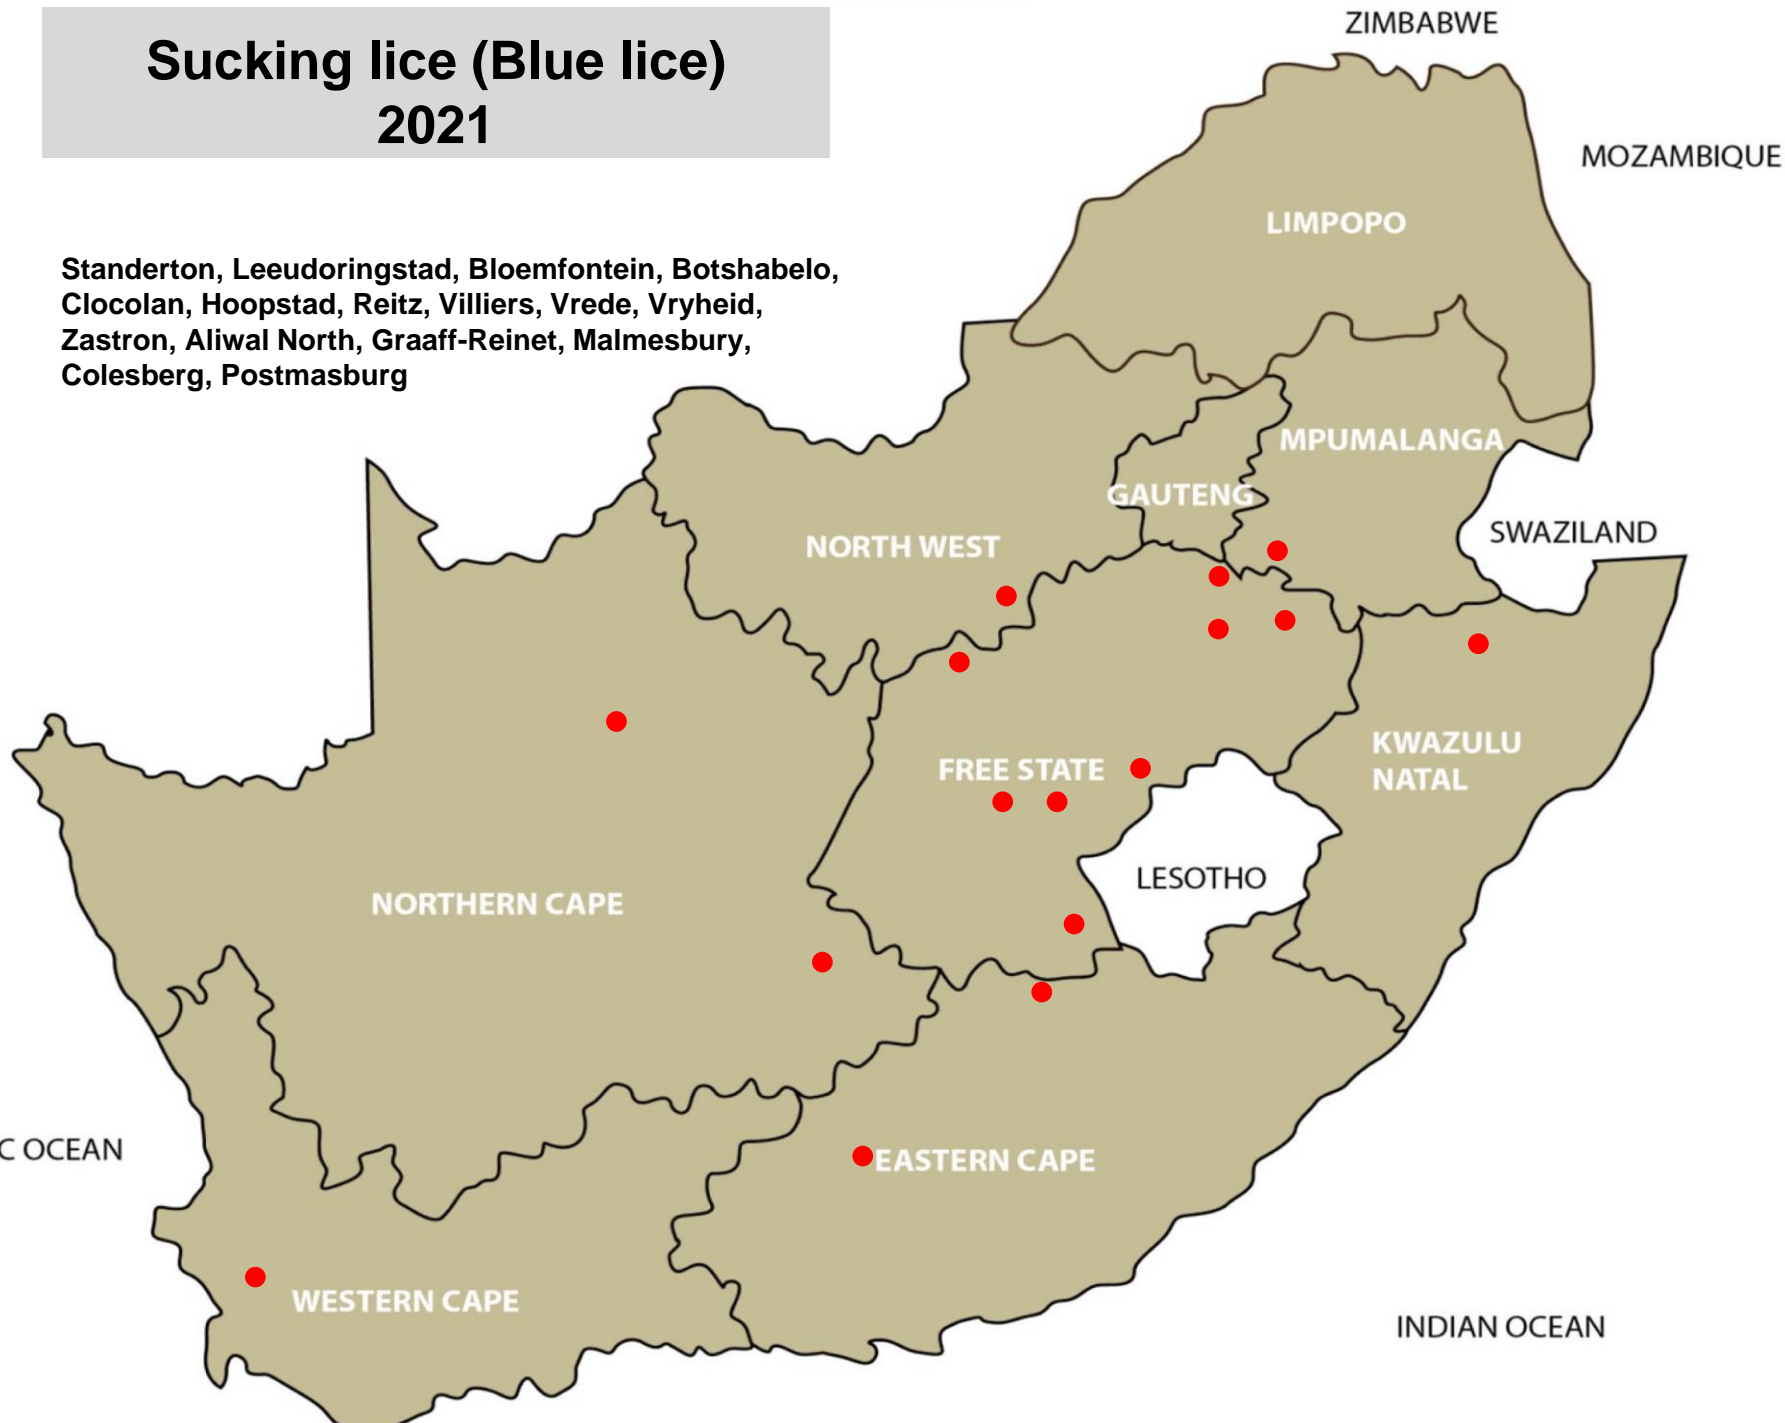 Sucking lice (Blue lice)
2021
ZIMBABWE
MOZAMBIQUE
LIMPOPO
Standerton, Leeudoringstad, Bloemfontein, Botshabelo,
Clocolan, Hoopstad, Reitz, Villiers, Vrede, Vryheid,
Zastron, Aliwal North, Graaff-Reinet, Malmesbury,
Colesberg, Postmasburg
MPUMALANGA
GAUTENG
SWAZILAND
NORTH WEST
KWAZULU
NATAL
FREE STATE
LESOTHO
NORTHERN CAPE
C OCEAN
EASTERN CAPE
WESTERN CAPE
INDIAN OCEAN